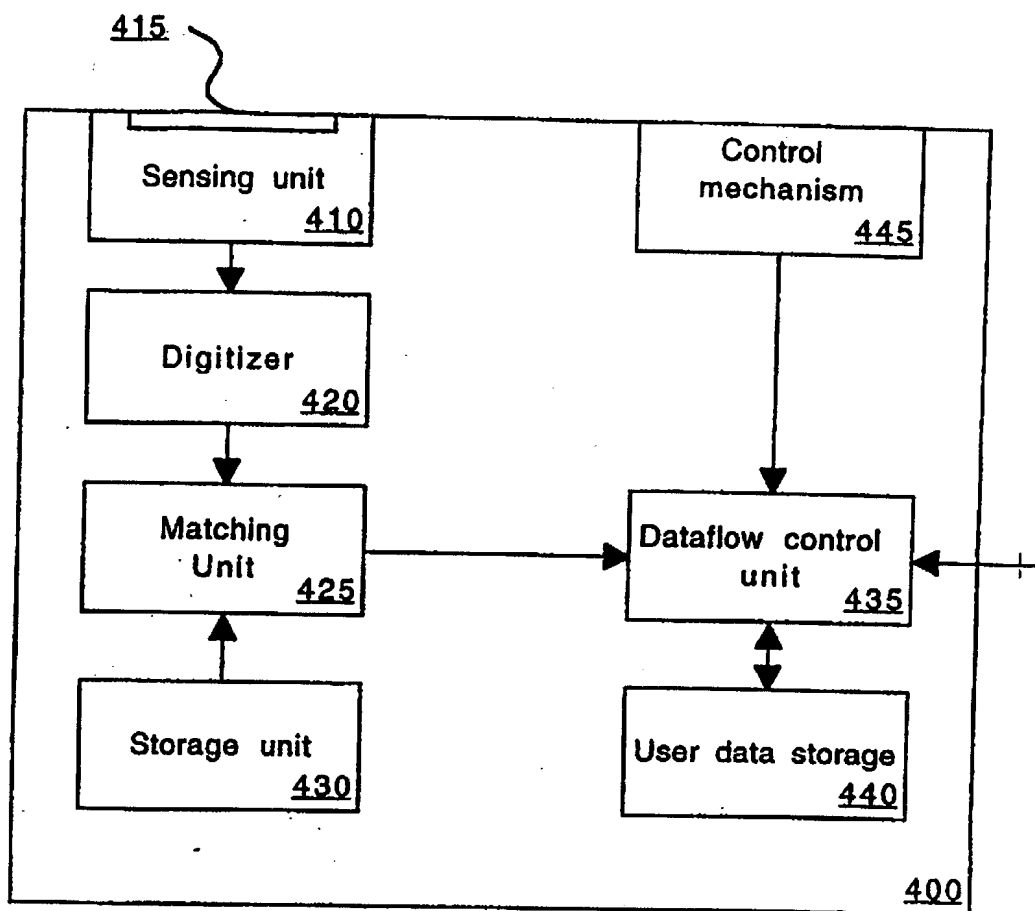 415
Sensing unit
410
Control
mechanism
445
Digitizer
420
Matching
Unit
425
Dataflow control
unit
435
Storage unit
430
User data storage
440
400